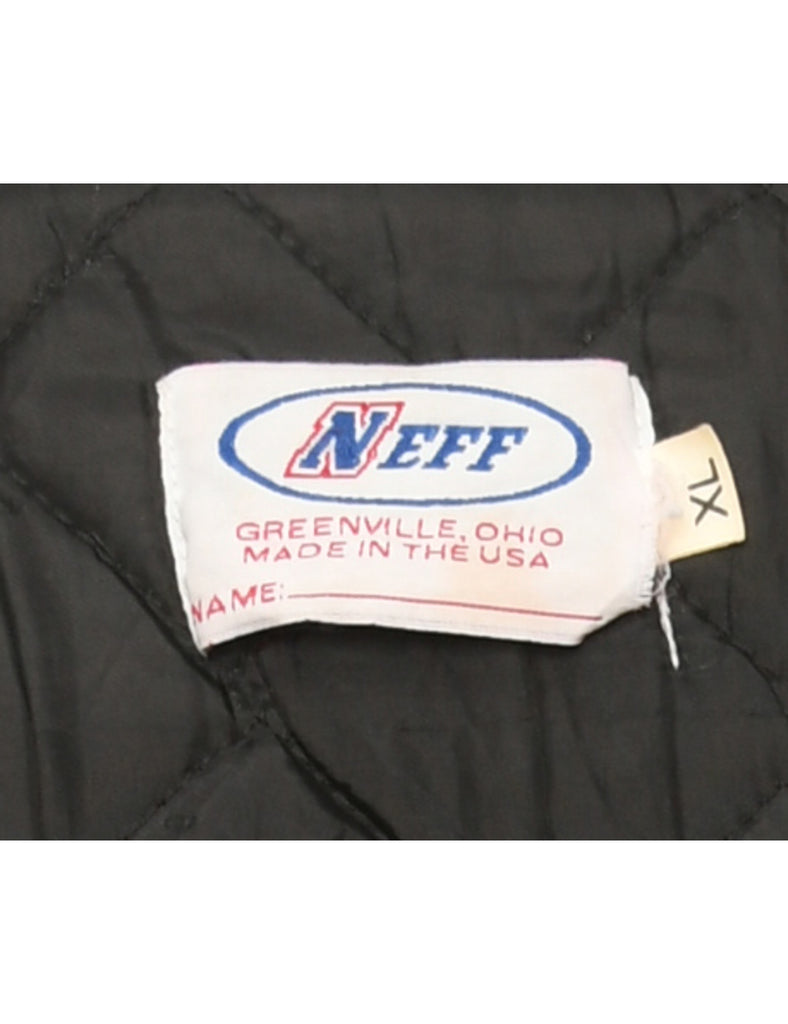 NEFF
GREENVILLE, OHIO
MADE IN THE USA
NAME:
XL